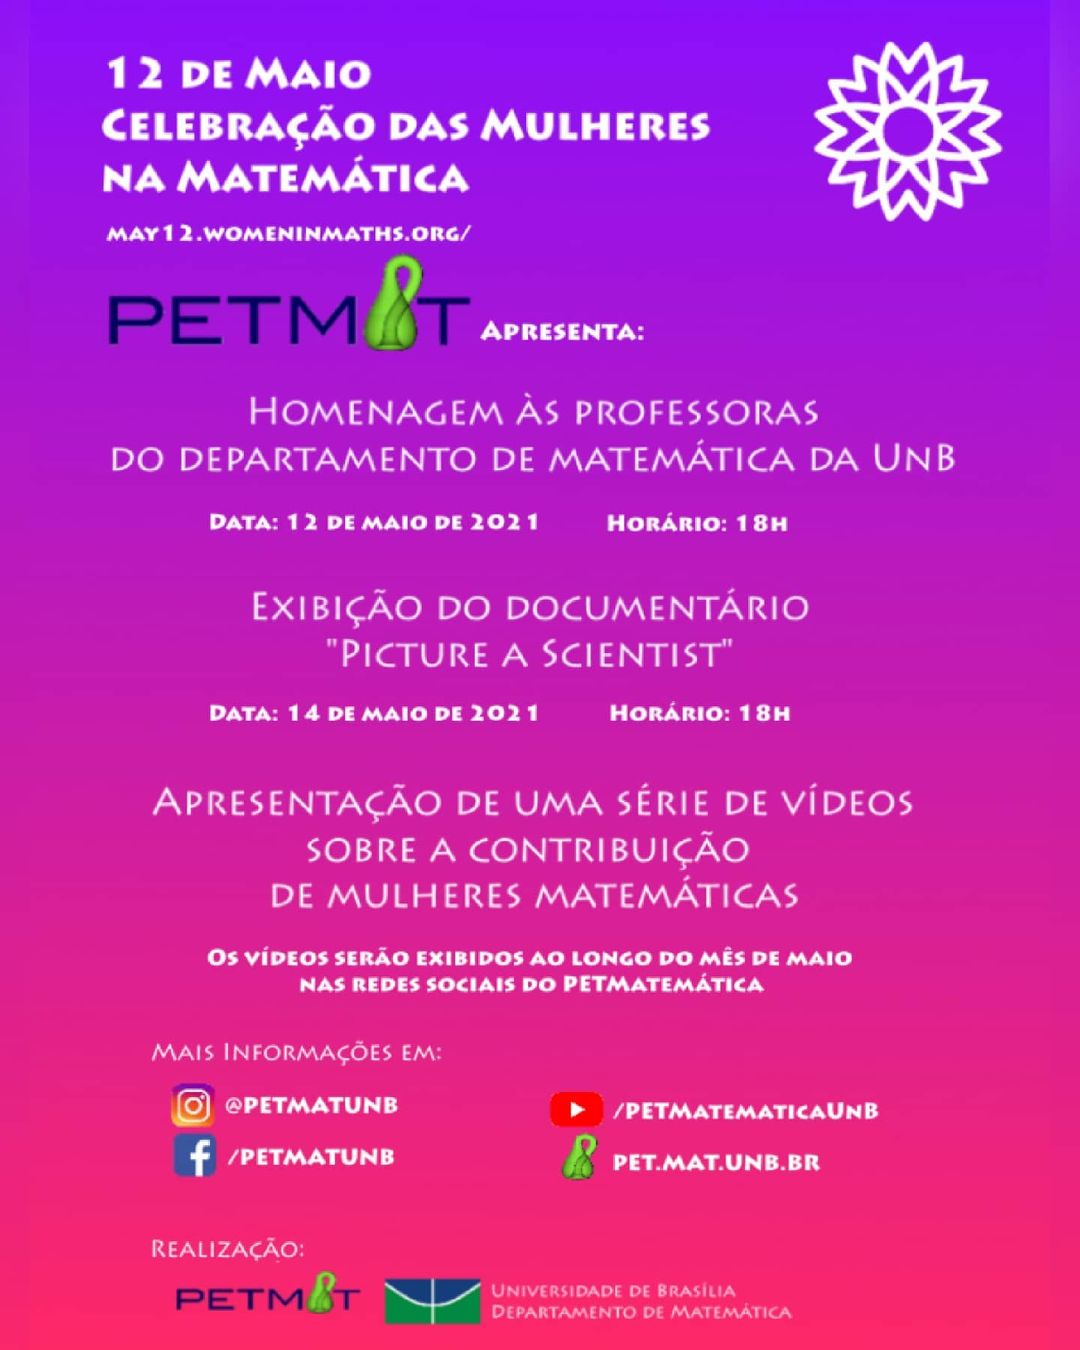 12 de Maio
Celebração das Mulheres
na Matemática
may12.womeninmaths.org/
PETMAT Apresenta:
Homenagem às professoras
do departamento de matemática da UnB
Data: 12 de maio de 2021 Horário: 18h
Exibição do documentário
"Picture a Scientist"
Data: 14 de maio de 2021 Horário: 18h
Apresentação de uma série de vídeos
sobre a contribuição
de mulheres matemáticas
Os vídeos serão exibidos ao longo do mês de maio
nas redes sociais do PETMatemática
Mais Informações em:
@petmatunb
/PETMatematicaUnB
/petmatunb
pet.mat.unb.br
Realização:
PETMAT
Universidade de Brasília
Departamento de Matemática